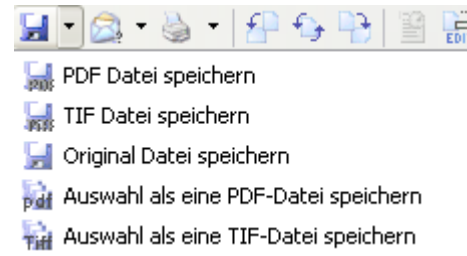 EDI
PDF Datei speichern
TIF Datei speichern
Original Datei speichern
Auswahl als eine PDF-Datei speichern
Auswahl als eine TIF-Datei speichern